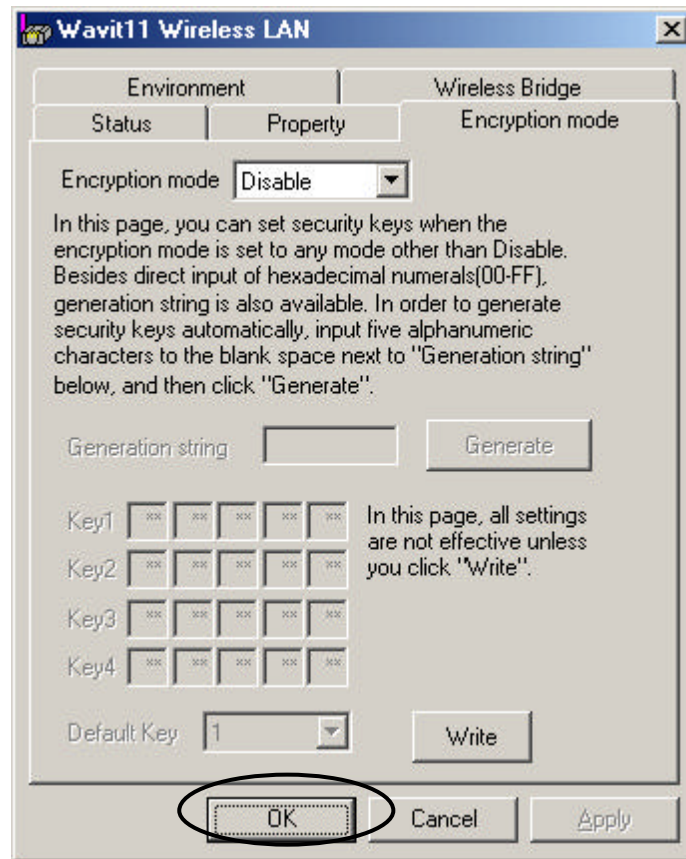 Wavit11 Wireless LAN
Environment Wireless Bridge
Status Property Encryption mode
Encryption mode Disable
In this page, you can set security keys when the
encryption mode is set to any mode other than Disable.
Besides direct input of hexadecimal numerals(00-FF),
generation string is also available. In order to generate
security keys automatically, input five alphanumeric
characters to the blank space next to "Generation string"
below, and then click "Generate".
Generation string Generate
Key1 ** ** ** ** **
In this page, all settings
are not effective unless
you click "Write".
Key2 ** ** ** ** **
Key3 ** ** ** ** **
Key4 ** ** ** ** **
Default Key 1 Write
OK Cancel Apply